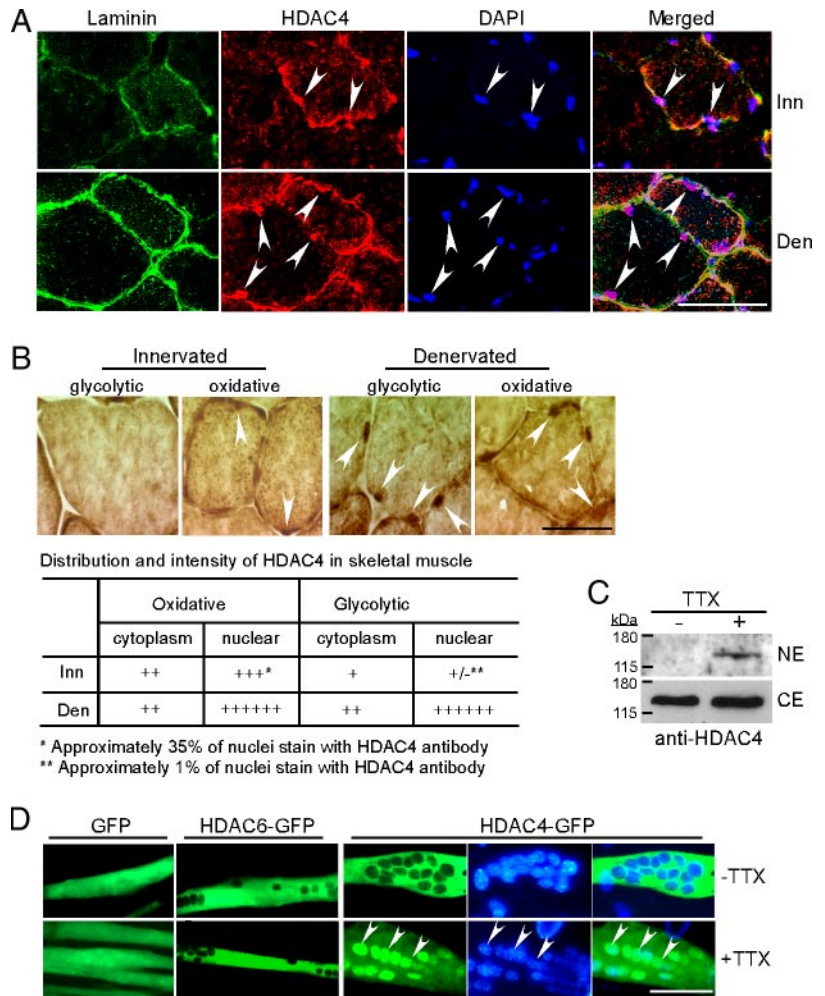 A
Laminin HDAC4 DAPI Merged
Inn
Den
B
Innervated Denervated
glycolytic oxidative glycolytic oxidative
Distribution and intensity of HDAC4 in skeletal muscle
Oxidative Glycolytic
cytoplasm nuclear cytoplasm nuclear
Inn ++ +++* + +/-**
Den ++ ++++++ ++ ++++++
* Approximately 35% of nuclei stain with HDAC4 antibody
** Approximately 1% of nuclei stain with HDAC4 antibody
C
TTX
kDa - +
180
115
NE
180
115
CE
anti-HDAC4
D
GFP HDAC6-GFP HDAC4-GFP
-TTX
+TTX